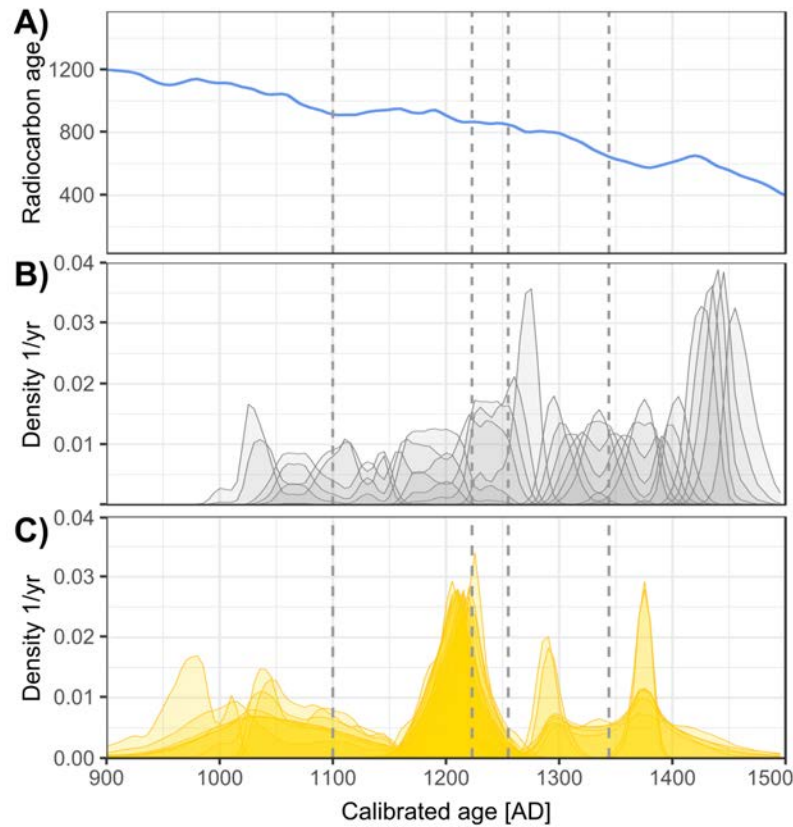 A)
Radiocarbon age
1200
800
400
B)
Density 1/yr
0.04
0.03
0.02
0.01
C)
Density 1/yr
0.04
0.03
0.02
0.01
0.00
900 1000 1100 1200 1300 1400 1500
Calibrated age [AD]